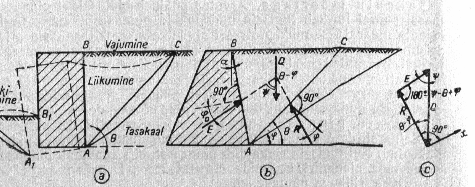 B Vajumine C
Liikumine
B₁
θ Tasakaal
A₁ A
a
B C
α Q
90° θ-φ
ψ
E 90°
R
A φ θ φ
b
E ψ
180°-ψ-θ+φ
R Q
θ-φ
90° x
c